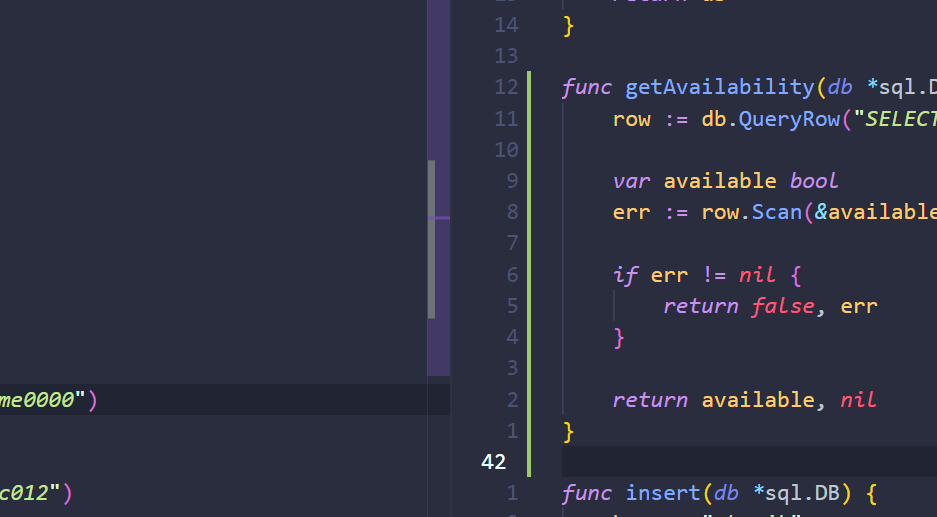 14 }
13
12 func getAvailability(db *sql.D
11 row := db.QueryRow("SELECT
10
9 var available bool
8 err := row.Scan(&available
7
6 if err != nil {
5 return false, err
4 }
3
me0000")
2 return available, nil
1 }
42
c012")
1 func insert(db *sql.DB) {